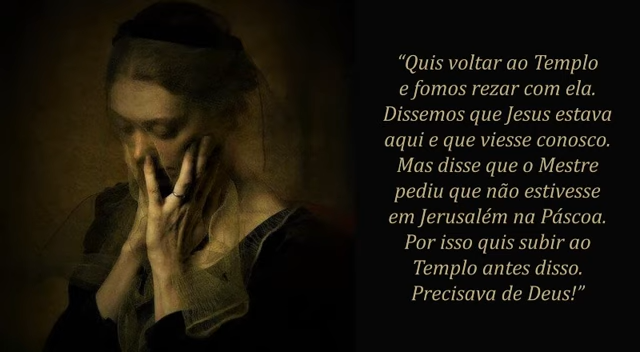 “Quis voltar ao Templo
e fomos rezar com ela.
Dissemos que Jesus estava
aqui e que viesse conosco.
Mas disse que o Mestre
pediu que não estivesse
em Jerusalém na Páscoa.
Por isso quis subir ao
Templo antes disso.
Precisava de Deus!”